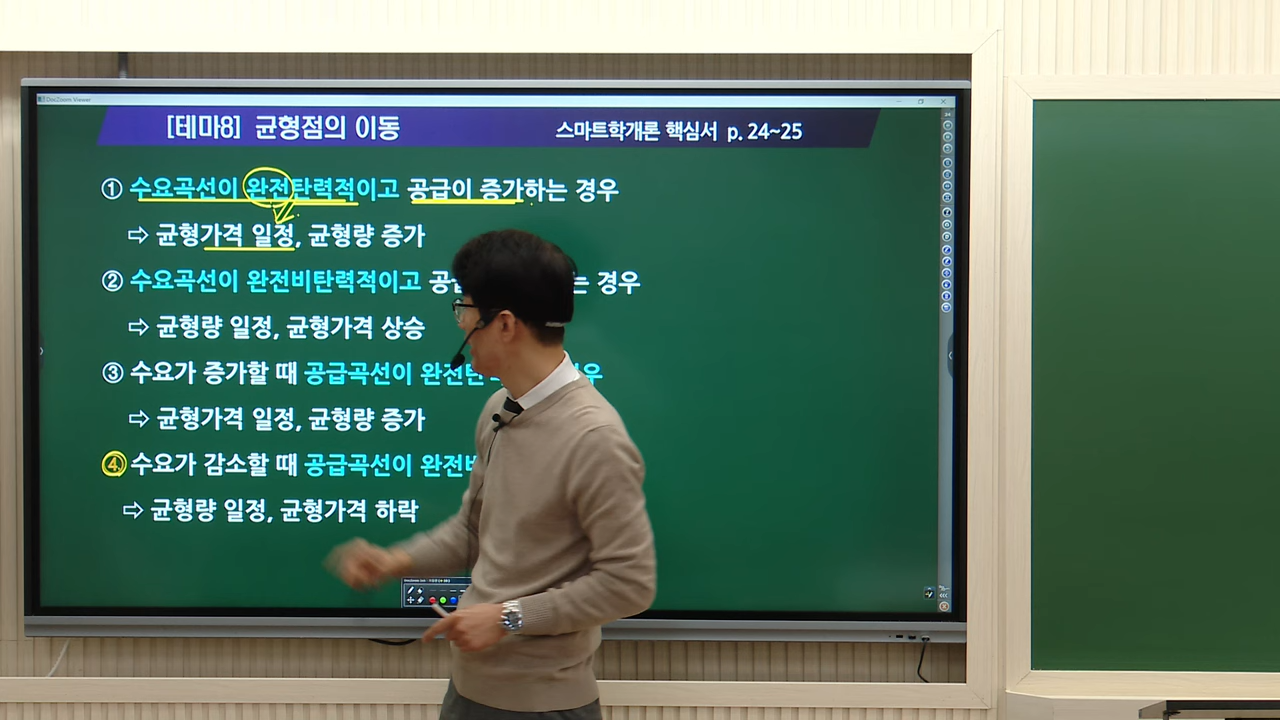 DocZoom Viewer
[테마8] 균형점의 이동
스마트학개론 핵심서 p. 24~25
① 수요곡선이 완전탄력적이고 공급이 증가하는 경우
⇨ 균형가격 일정, 균형량 증가
② 수요곡선이 완전비탄력적이고 는 경우
⇨ 균형량 일정, 균형가격 상승
③ 수요가 증가할 때 공급곡선이 우
⇨ 균형가격 일정, 균형량 증가
④ 수요가 감소할 때 공급곡선이
⇨ 균형량 일정, 균형가격 하락